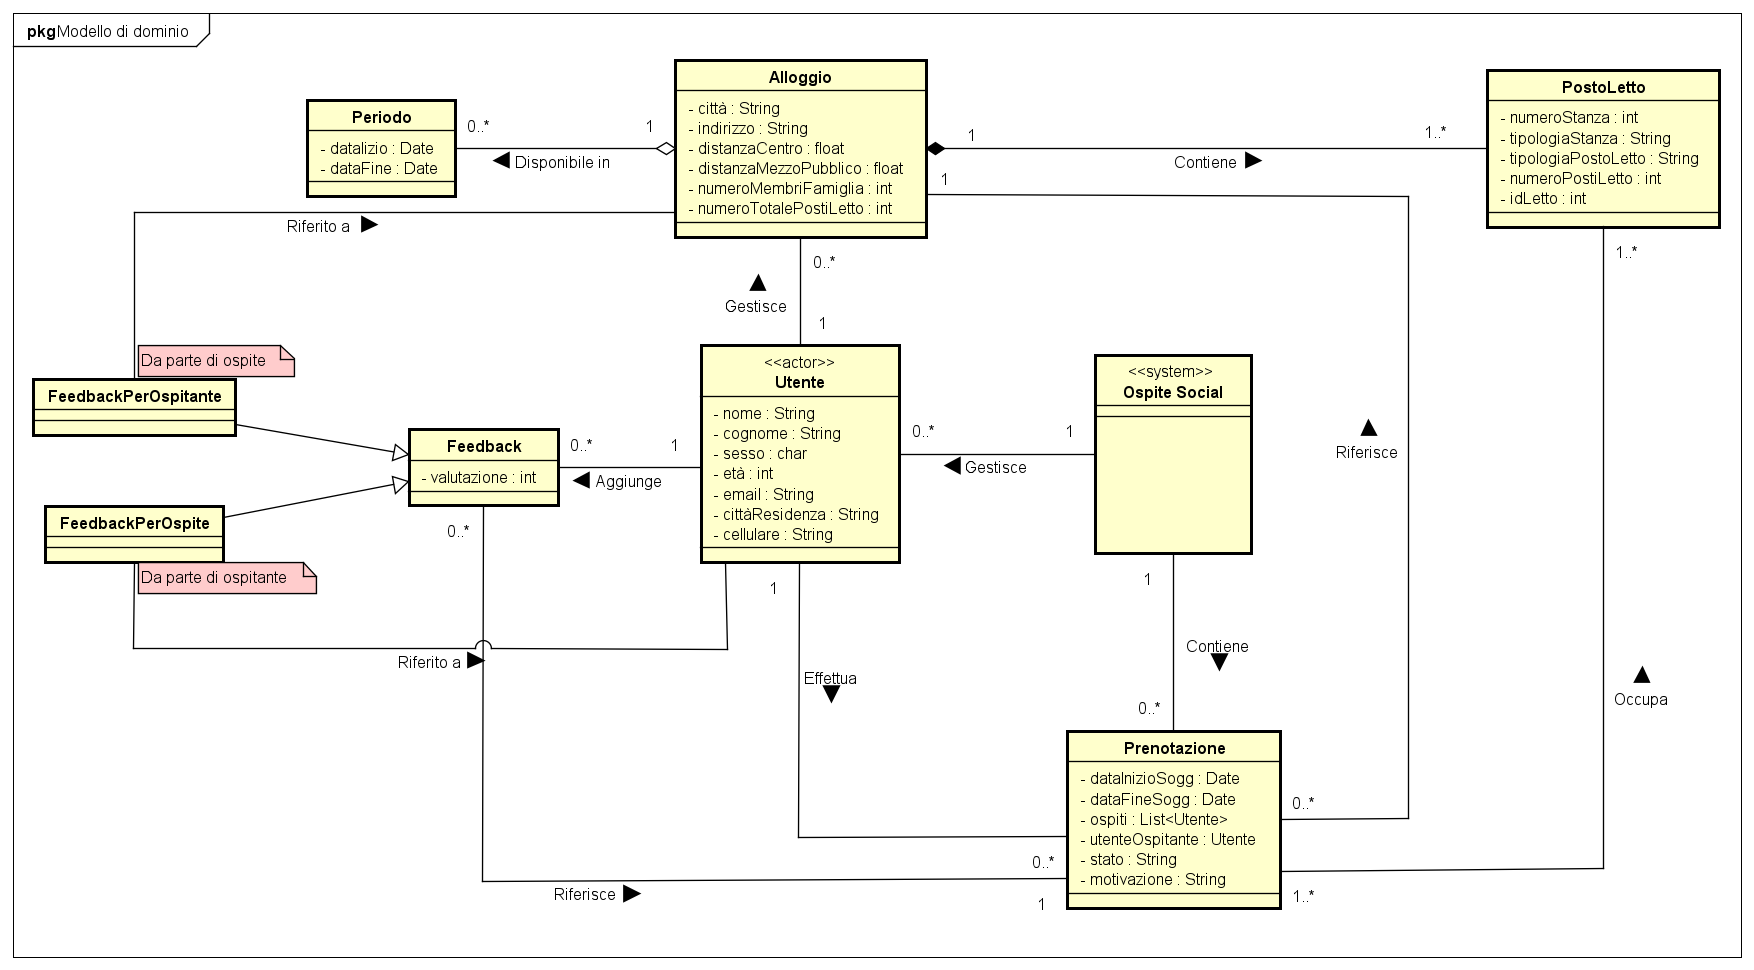 pkgModello di dominio
Periodo
- dataIizio : Date
- dataFine : Date
0..*
1
Disponibile in
Alloggio
- città : String
- indirizzo : String
- distanzaCentro : float
- distanzaMezzoPubblico : float
- numeroMembriFamiglia : int
- numeroTotalePostiLetto : int
1
1..*
Contiene
1
PostoLetto
- numeroStanza : int
- tipologiaStanza : String
- tipologiaPostoLetto : String
- numeroPostiLetto : int
- idLetto : int
1..*
Riferito a
0..*
Gestisce
1
Da parte di ospite
FeedbackPerOspitante
Feedback
- valutazione : int
0..*
1
Aggiunge
<<actor>>
Utente
- nome : String
- cognome : String
- sesso : char
- età : int
- email : String
- cittàResidenza : String
- cellulare : String
0..*
1
Gestisce
<<system>>
Ospite Social
Riferisce
FeedbackPerOspite
Da parte di ospitante
0..*
Riferito a
1
Effettua
1
Contiene
0..*
Occupa
Prenotazione
- dataInizioSogg : Date
- dataFineSogg : Date
- ospiti : List<Utente>
- utenteOspitante : Utente
- stato : String
- motivazione : String
0..*
0..*
Riferisce
1
1..*